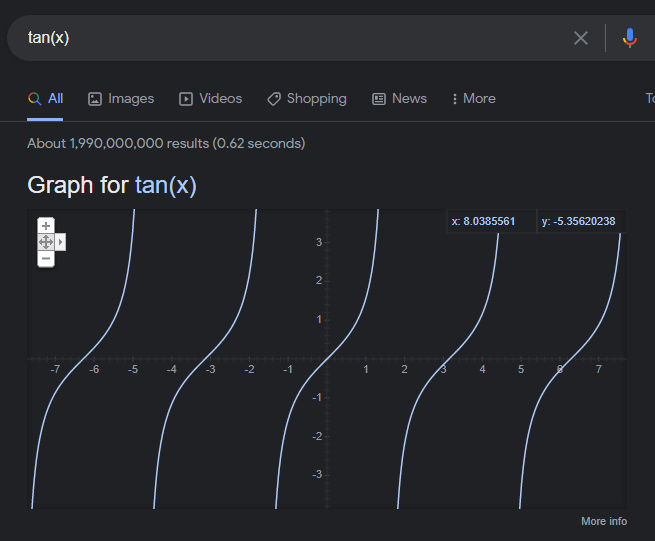 tan(x)
All Images Videos Shopping News More
About 1,990,000,000 results (0.62 seconds)
Graph for tan(x)
x: 8.0385561 y: -5.35620238
3
2
1
-7 -6 -5 -4 -3 -2 -1 1 2 3 4 5 6 7
-1
-2
-3
More info